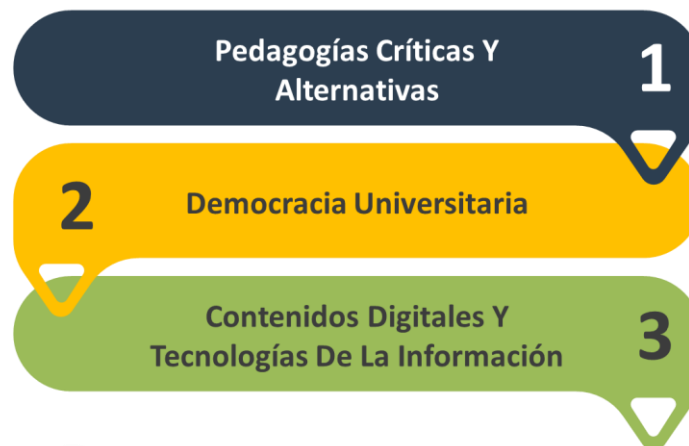 Pedagogías Críticas Y
Alternativas
1
2
Democracia Universitaria
Contenidos Digitales Y
Tecnologías De La Información
3